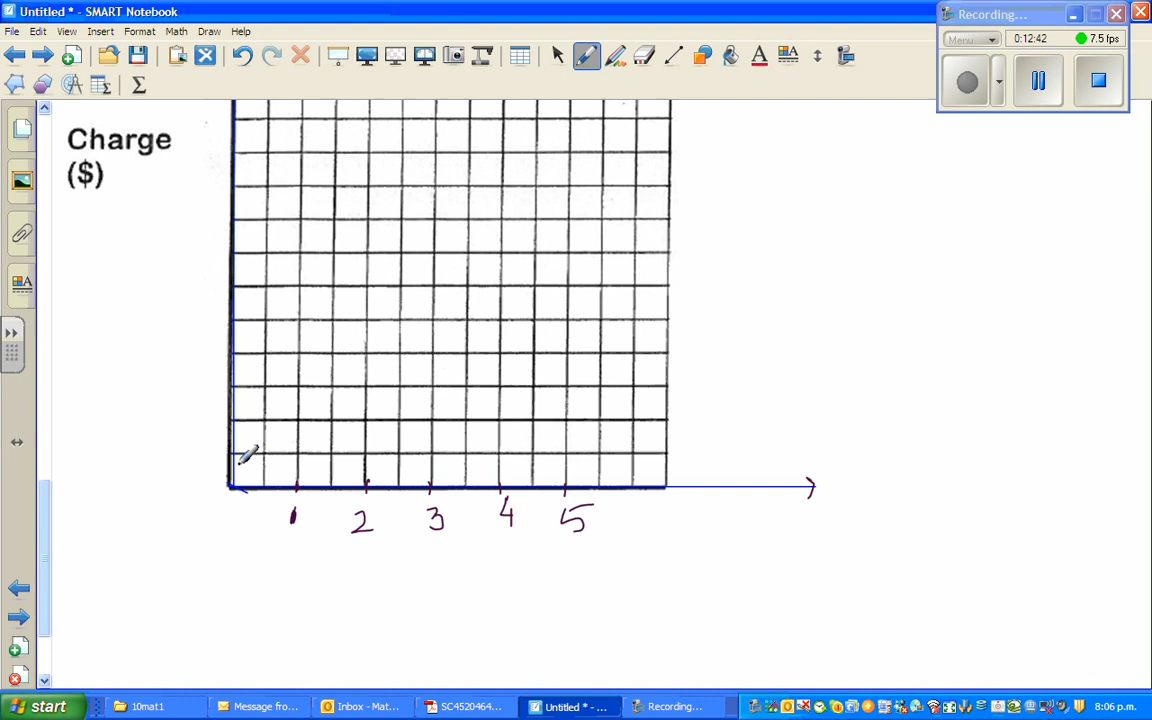 Untitled * - SMART Notebook
File Edit View Insert Format Math Draw Help
Recording...
Menu 0:12:42 7.5 fps
Charge
($)
1 2 3 4 5
start 10mat1 Message fro... Inbox - Mat... SC4520464... Untitled * - ... Recording... 8:06 p.m.